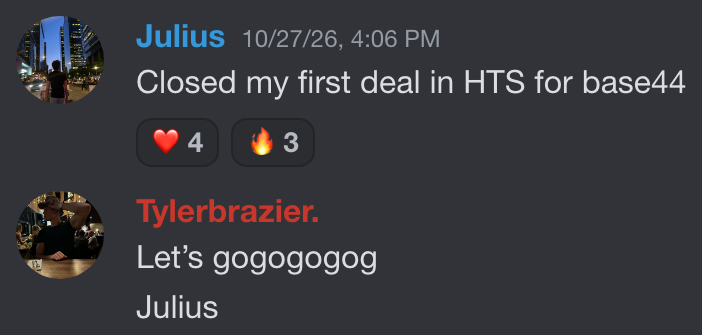 Julius 10/27/26, 4:06 PM
Closed my first deal in HTS for base44
❤️ 4 🔥 3
Tylerbrazier.
Let's gogogogog
Julius